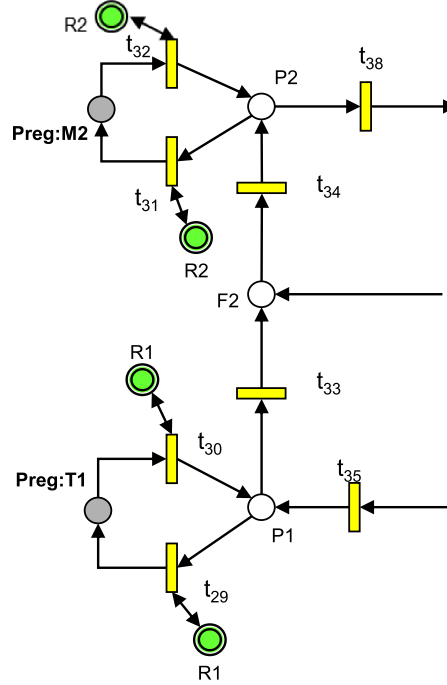 R2
t32
t38
P2
Preg:M2
t31
t34
R2
F2
R1
t33
t30
Preg:T1
t35
P1
t29
R1